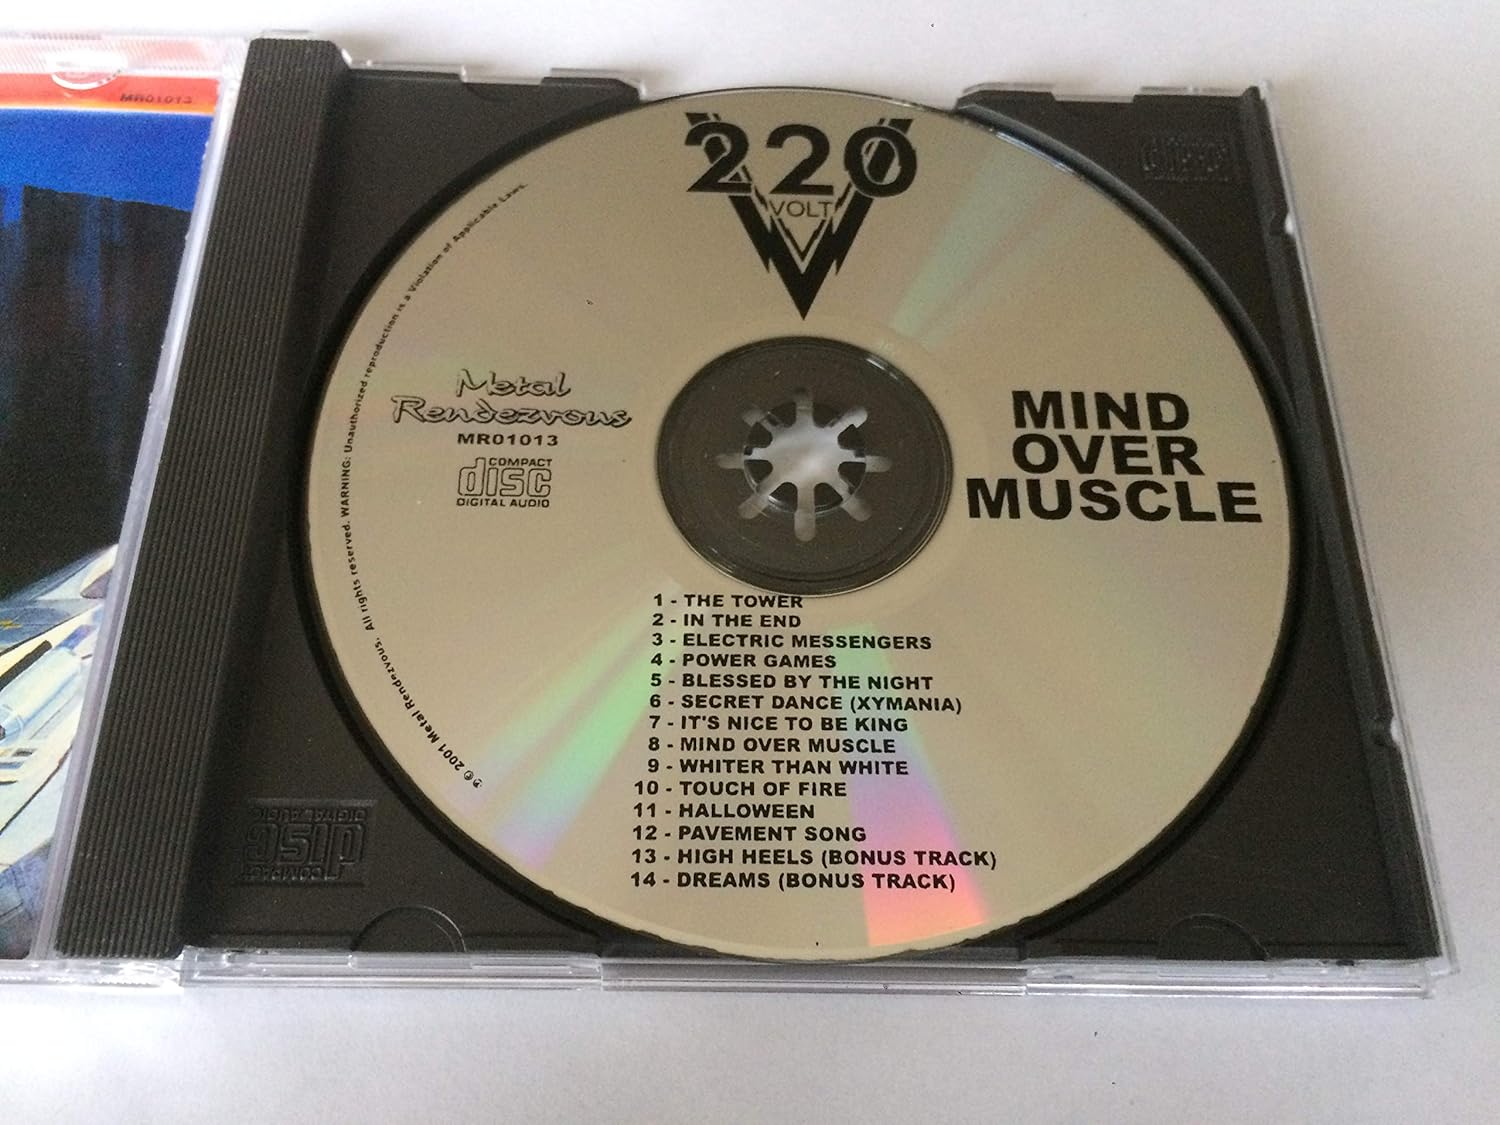 MR01013
220
VOLT
Metal
Rendezvous
MR01013
COMPACT
disc
DIGITAL AUDIO
MIND
OVER
MUSCLE
1 - THE TOWER
2 - IN THE END
3 - ELECTRIC MESSENGERS
4 - POWER GAMES
5 - BLESSED BY THE NIGHT
6 - SECRET DANCE (XYMANIA)
7 - IT'S NICE TO BE KING
8 - MIND OVER MUSCLE
9 - WHITER THAN WHITE
10 - TOUCH OF FIRE
11 - HALLOWEEN
12 - PAVEMENT SONG
13 - HIGH HEELS (BONUS TRACK)
14 - DREAMS (BONUS TRACK)
℗ © 2001 Metal Rendezvous. All rights reserved. WARNING: Unauthorized reproduction is a Violation of Applicable Laws.
COMPACT
disc
DIGITAL AUDIO